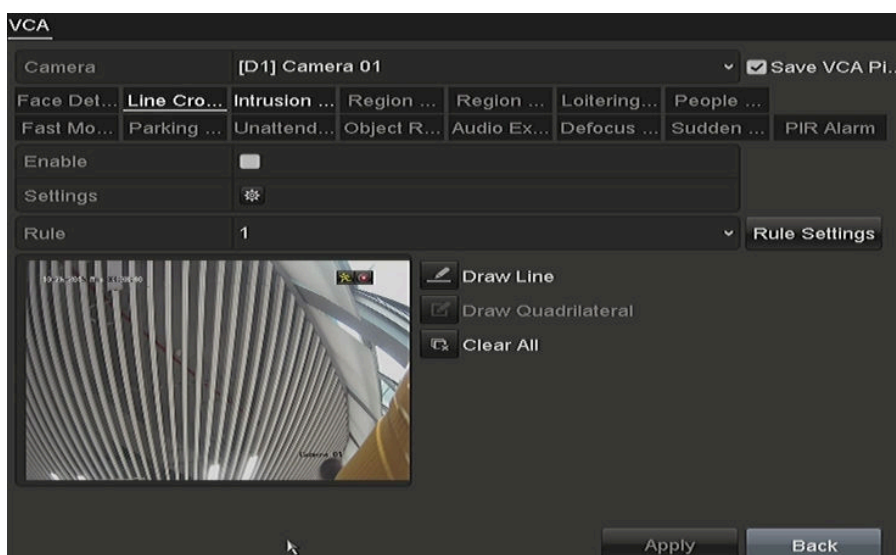 VCA
Camera [D1] Camera 01 Save VCA Pi...
Face Det... Line Cro... Intrusion ... Region ... Region ... Loitering... People ...
Fast Mo... Parking ... Unattend... Object R... Audio Ex... Defocus ... Sudden ... PIR Alarm
Enable
Settings
Rule 1 Rule Settings
Draw Line
Draw Quadrilateral
Clear All
Camera 01
Apply Back